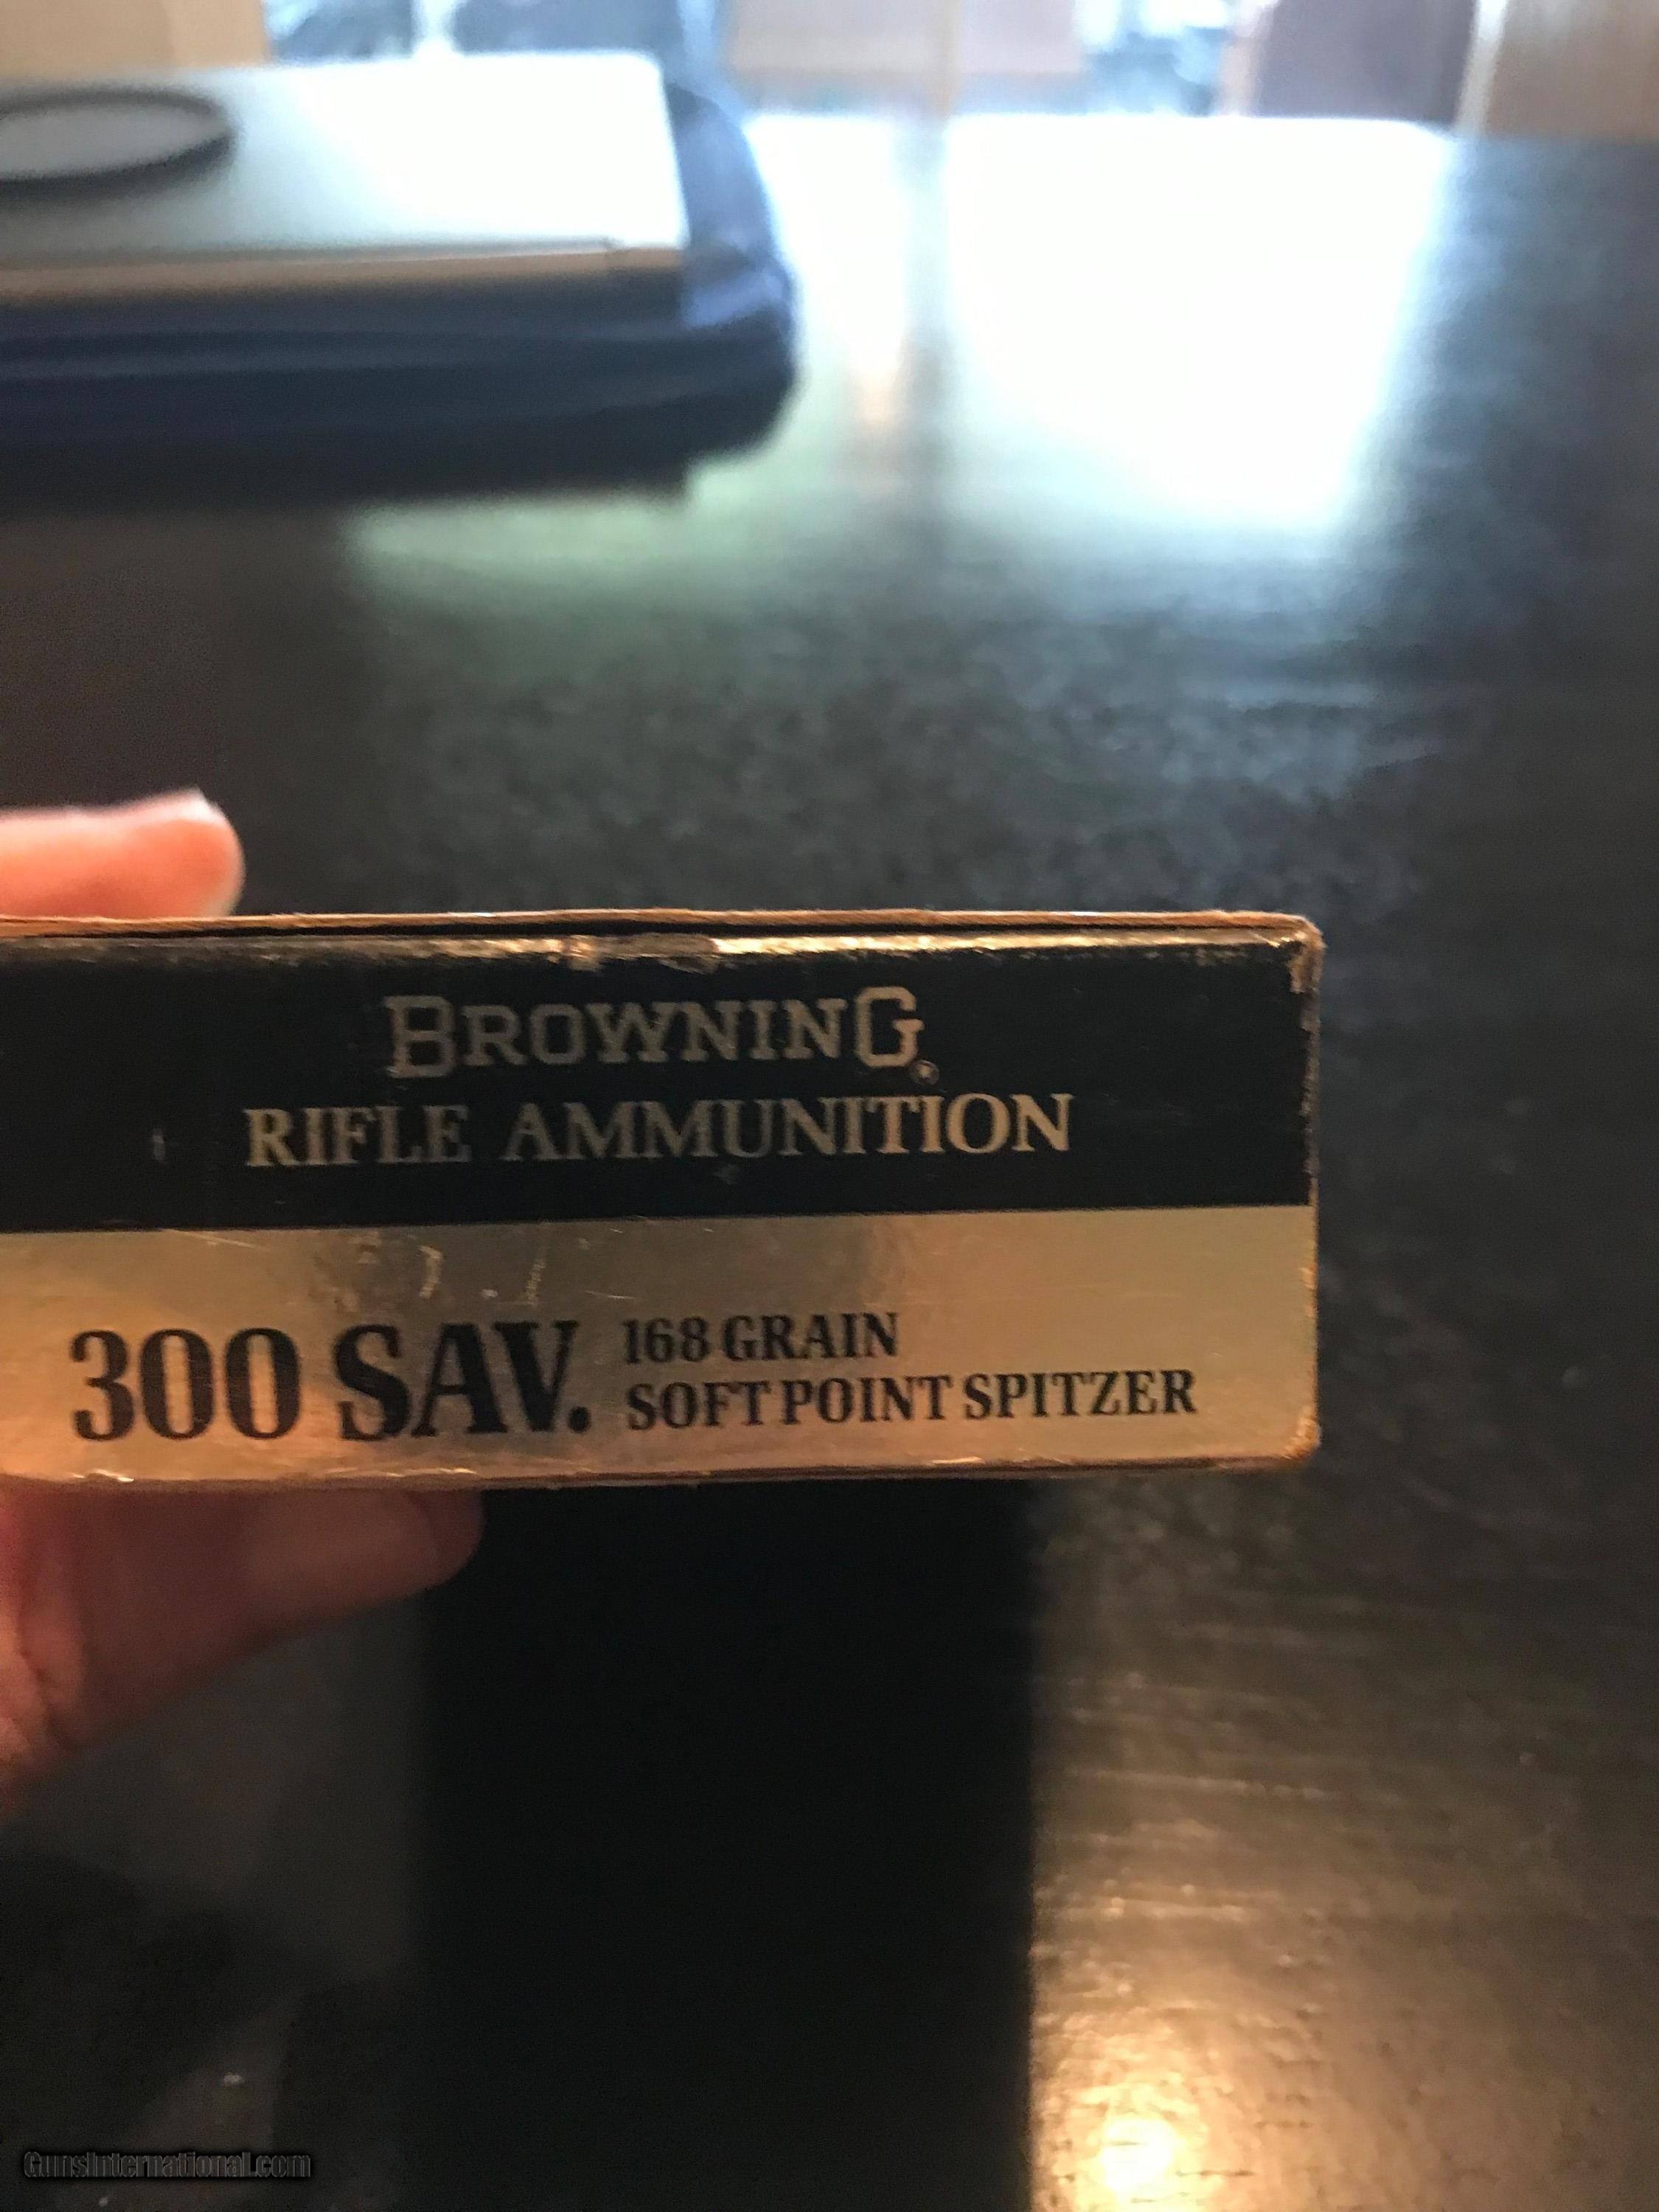 BROWNING®
RIFLE AMMUNITION
300 SAV. 168 GRAIN
SOFT POINT SPITZER
GunsInternational.com